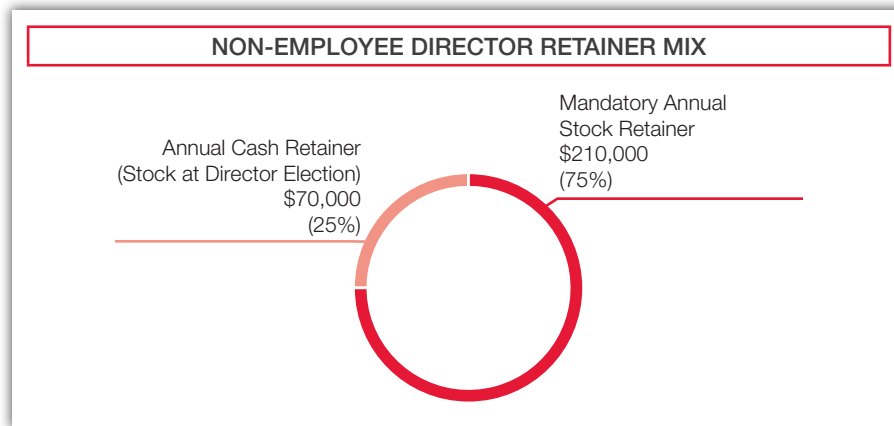 NON-EMPLOYEE DIRECTOR RETAINER MIX
Annual Cash Retainer
(Stock at Director Election)
$70,000
(25%)
Mandatory Annual
Stock Retainer
$210,000
(75%)